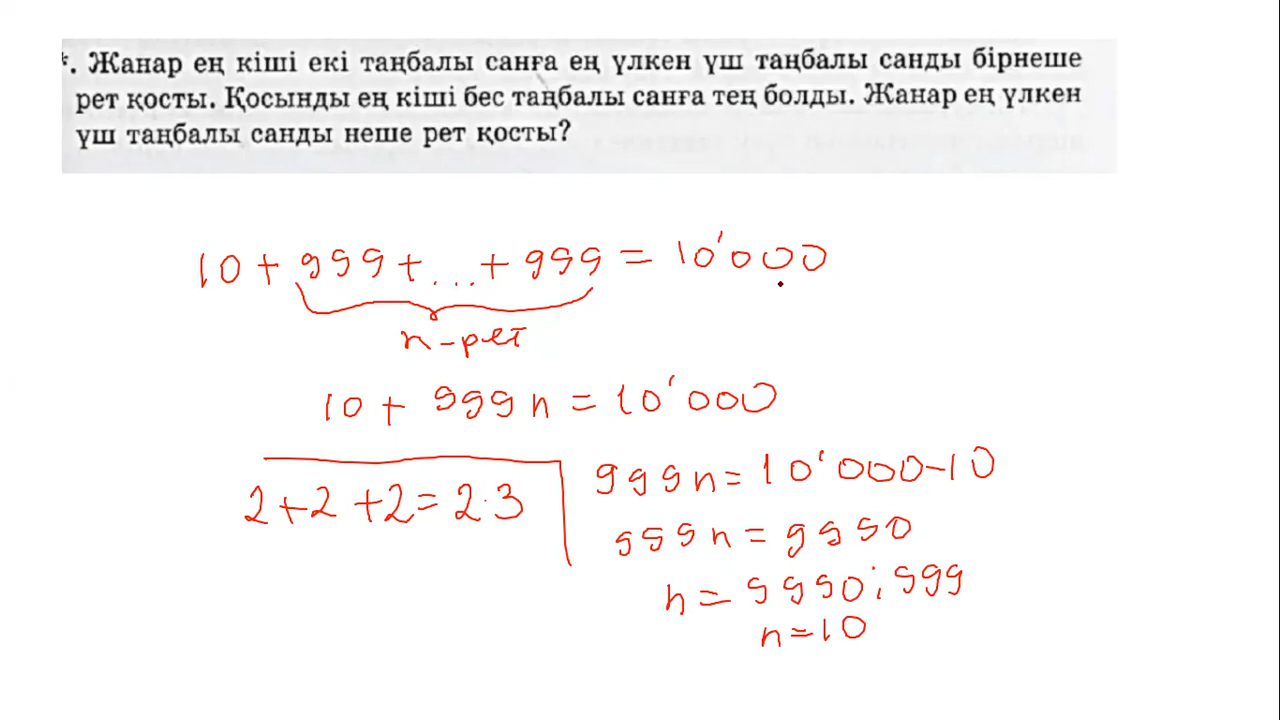 *. Жанар ең кіші екі таңбалы санға ең үлкен үш таңбалы санды бірнеше
рет қосты. Қосынды ең кіші бес таңбалы санға тең болды. Жанар ең үлкен
үш таңбалы санды неше рет қосты?
10 + 999 + ... + 999 = 10'000
n - рет
10 + 999n = 10'000
2 + 2 + 2 = 2·3
999n = 10'000 - 10
999n = 9990
n = 9990 : 999
n = 10